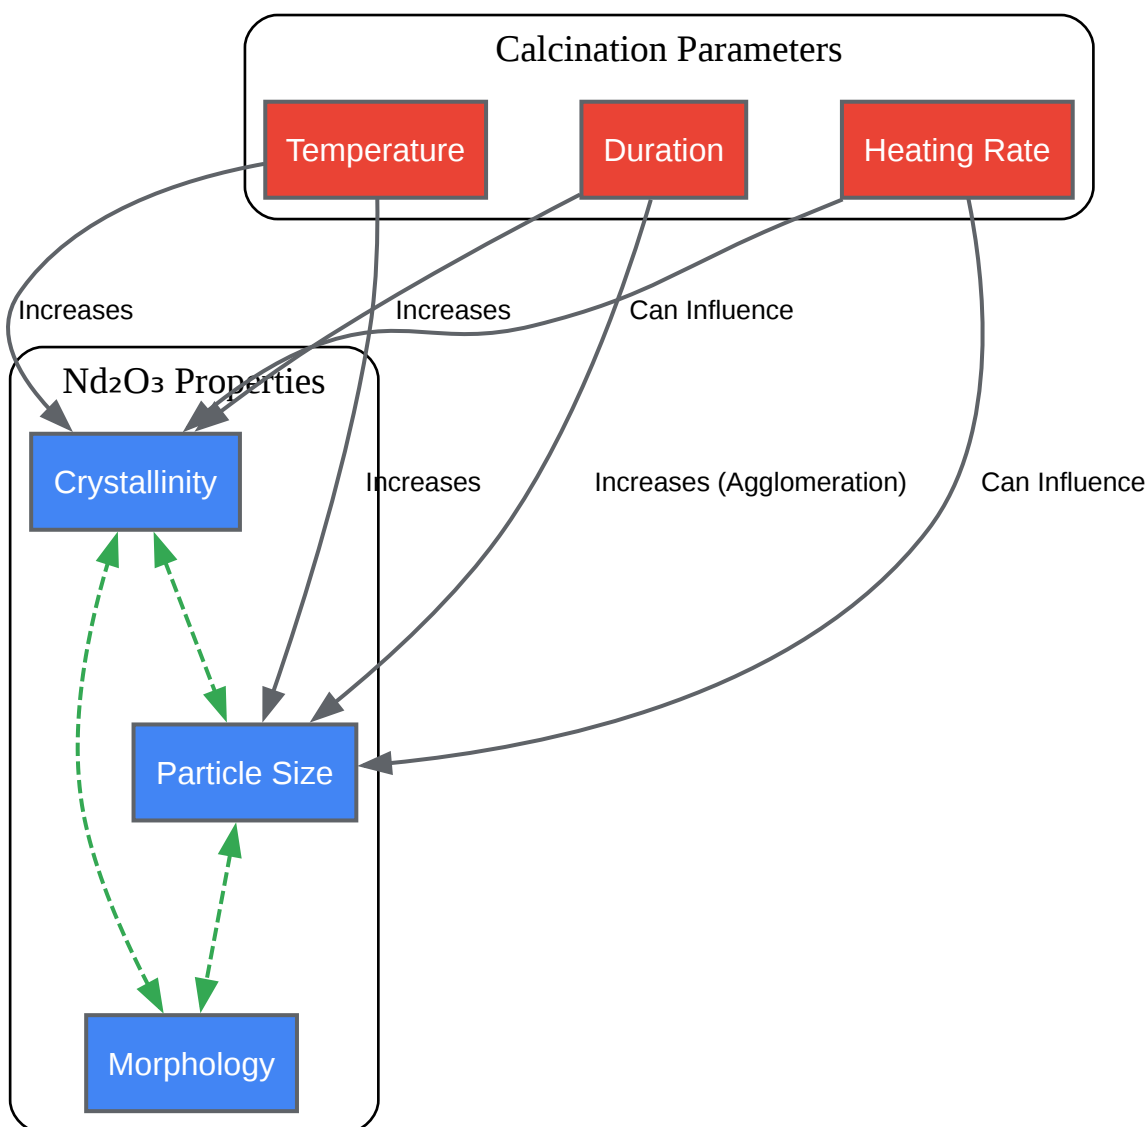 Calcination Parameters
Temperature
Duration
Heating Rate
Increases
Increases
Can Influence
Nd₂O₃ Properties
Crystallinity
Increases
Increases (Agglomeration)
Can Influence
Particle Size
Morphology